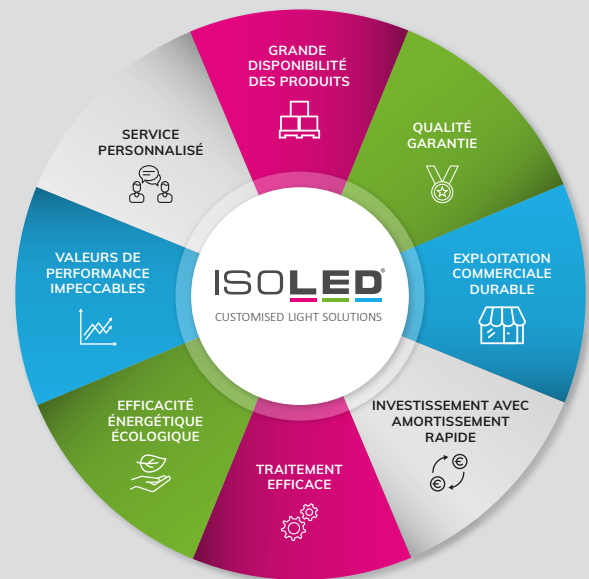 GRANDE
DISPONIBILITÉ
DES PRODUITS
QUALITÉ
GARANTIE
EXPLOITATION
COMMERCIALE
DURABLE
INVESTISSEMENT AVEC
AMORTISSEMENT
RAPIDE
TRAITEMENT
EFFICACE
EFFICACITÉ
ÉNERGÉTIQUE
ÉCOLOGIQUE
VALEURS DE
PERFORMANCE
IMPECCABLES
SERVICE
PERSONNALISÉ
ISOLED®
CUSTOMISED LIGHT SOLUTIONS